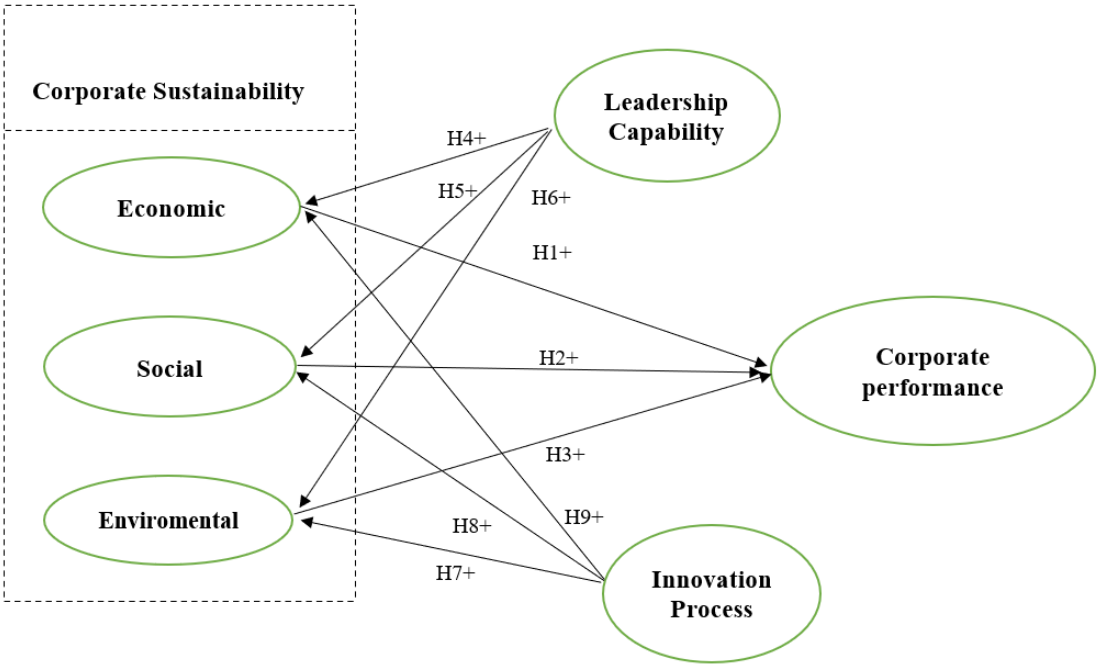 Corporate Sustainability
Leadership
Capability
H4+
H5+
H6+
Economic
H1+
Social
H2+
Corporate
performance
H3+
Enviromental
H8+
H9+
H7+
Innovation
Process